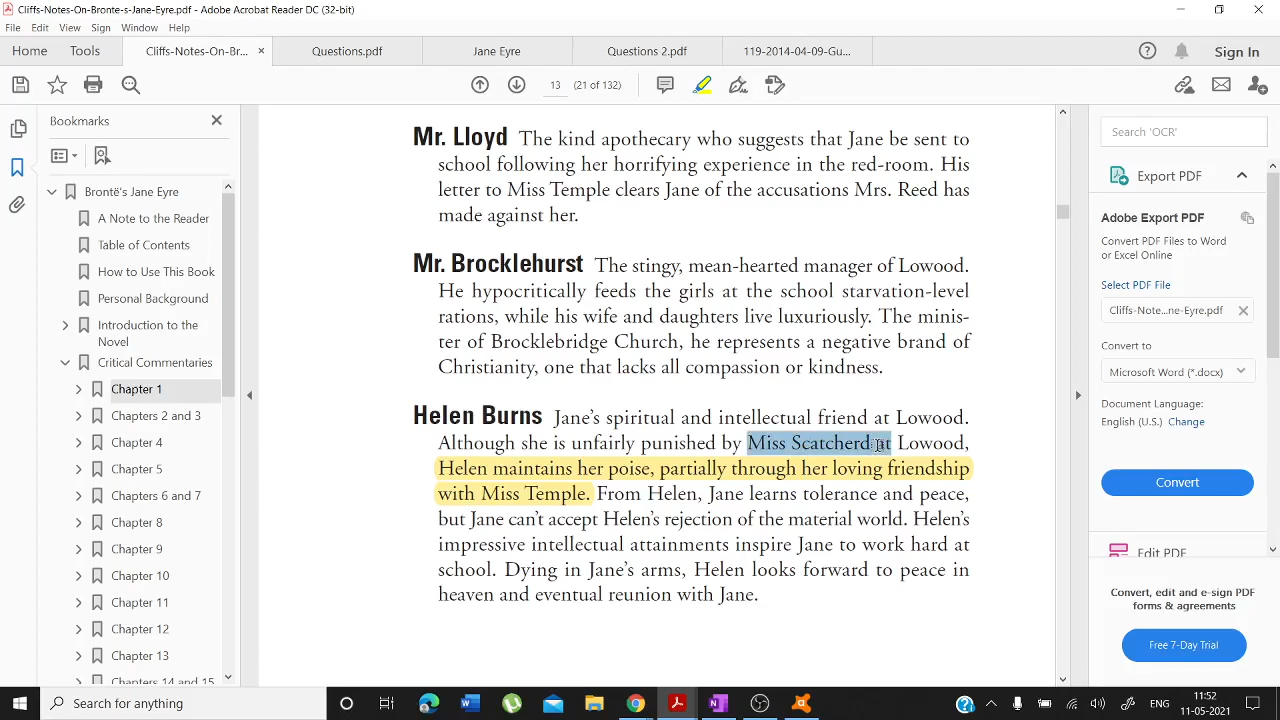 Cliffs-Notes-On-Bronte-s-Jane-Eyre.pdf - Adobe Acrobat Reader DC (32-bit)
File Edit View Sign Window Help
Home Tools Cliffs-Notes-On-Br... × Questions.pdf Jane Eyre Questions 2.pdf 119-2014-04-09-Gu... Sign In
13 (21 of 132)
Bookmarks
Brontë's Jane Eyre
A Note to the Reader
Table of Contents
How to Use This Book
Personal Background
Introduction to the
Novel
Critical Commentaries
Chapter 1
Chapters 2 and 3
Chapter 4
Chapter 5
Chapters 6 and 7
Chapter 8
Chapter 9
Chapter 10
Chapter 11
Chapter 12
Chapter 13
Chapters 14 and 15
Mr. Lloyd The kind apothecary who suggests that Jane be sent to
school following her horrifying experience in the red-room. His
letter to Miss Temple clears Jane of the accusations Mrs. Reed has
made against her.
Mr. Brocklehurst The stingy, mean-hearted manager of Lowood.
He hypocritically feeds the girls at the school starvation-level
rations, while his wife and daughters live luxuriously. The minis-
ter of Brocklebridge Church, he represents a negative brand of
Christianity, one that lacks all compassion or kindness.
Helen Burns Jane's spiritual and intellectual friend at Lowood.
Although she is unfairly punished by Miss Scatcherd at Lowood,
Helen maintains her poise, partially through her loving friendship
with Miss Temple. From Helen, Jane learns tolerance and peace,
but Jane can't accept Helen's rejection of the material world. Helen's
impressive intellectual attainments inspire Jane to work hard at
school. Dying in Jane's arms, Helen looks forward to peace in
heaven and eventual reunion with Jane.
Search 'OCR'
Export PDF
Adobe Export PDF
Convert PDF Files to Word
or Excel Online
Select PDF File
Cliffs-Note...ne-Eyre.pdf
Convert to
Microsoft Word (*.docx)
Document Language:
English (U.S.) Change
Convert
Edit PDF
Convert, edit and e-sign PDF
forms & agreements
Free 7-Day Trial
Search for anything
ENG
11:52
11-05-2021